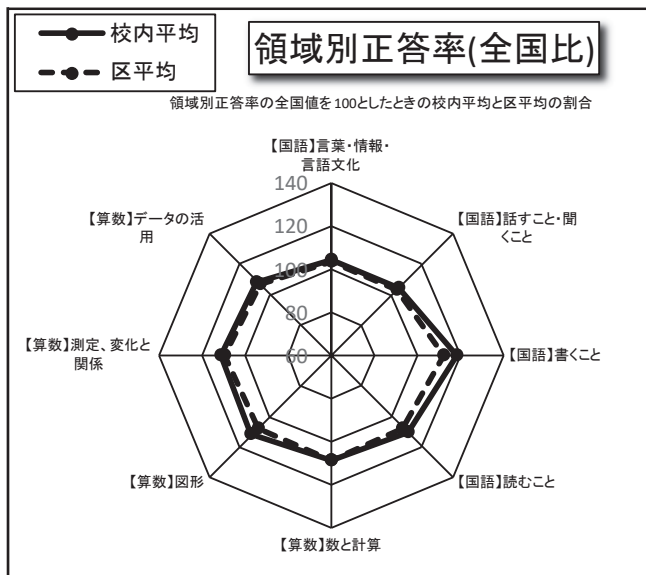 校内平均
区平均
領域別正答率(全国比)
領域別正答率の全国値を100としたときの校内平均と区平均の割合
【国語】言葉・情報・
言語文化
【国語】話すこと・聞
くこと
【国語】書くこと
【国語】読むこと
【算数】数と計算
【算数】図形
【算数】測定、変化と
関係
【算数】データの活
用
140
120
100
80
60